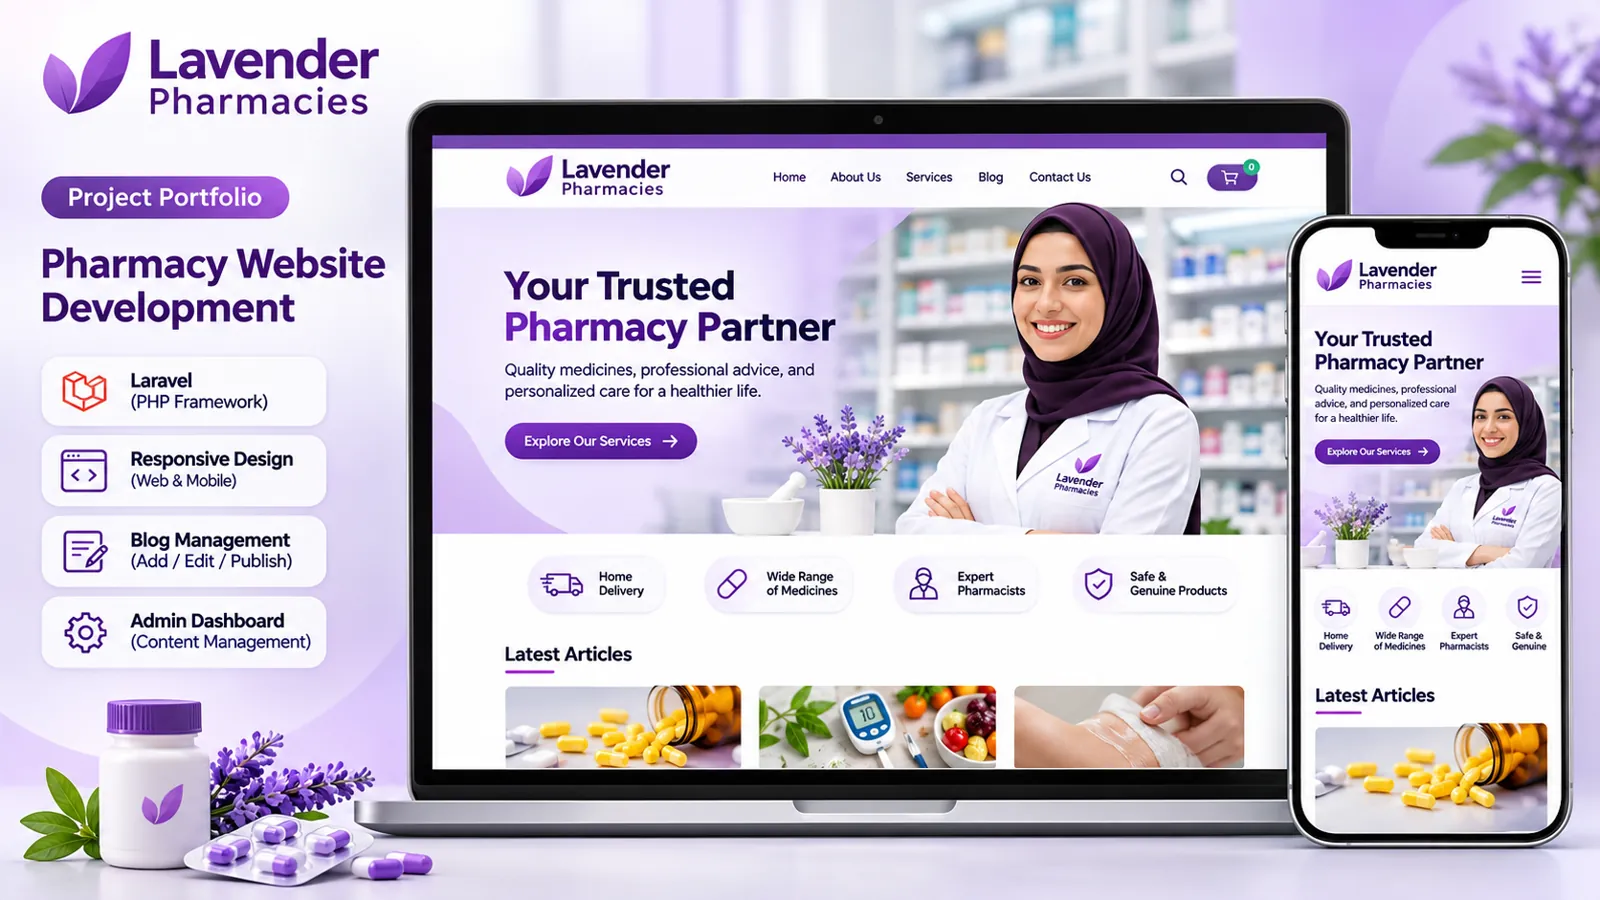 Lavender
Pharmacies
Project Portfolio
Pharmacy Website
Development
Laravel
(PHP Framework)
Responsive Design
(Web & Mobile)
Blog Management
(Add / Edit / Publish)
Admin Dashboard
(Content Management)
Lavender
Pharmacies
Home
About Us
Services
Blog
Contact Us
0
Your Trusted
Pharmacy Partner
Quality medicines, professional advice, and
personalized care for a healthier life.
Explore Our Services
Lavender
Pharmacies
Home
Delivery
Wide Range
of Medicines
Expert
Pharmacists
Safe &
Genuine Products
Latest Articles
10
Lavender
Pharmacies
Your Trusted
Pharmacy Partner
Quality medicines, professional
advice, and personalized care
for a healthier life.
Explore Our Services
Lavender
Home
Delivery
Wide Range
of Medicines
Expert
Pharmacists
Safe &
Genuine
Latest Articles